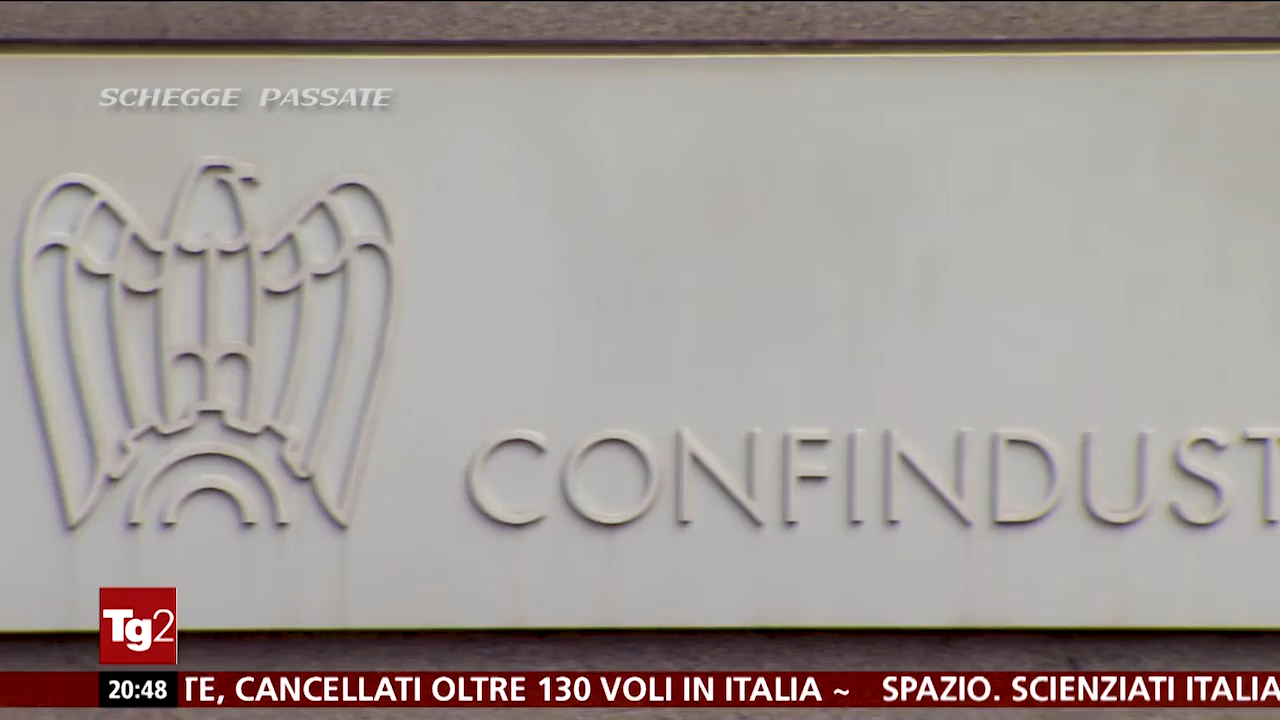 SCHEGGE PASSATE
CONFINDUST
Tg2
20:48 TE, CANCELLATI OLTRE 130 VOLI IN ITALIA ~ SPAZIO. SCIENZIATI ITALIA